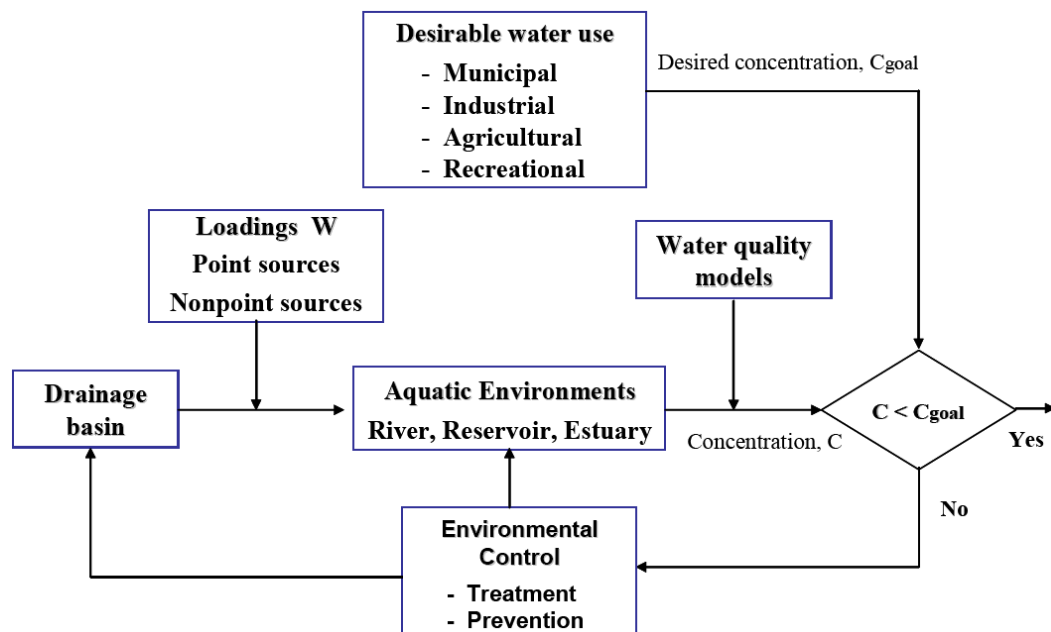 Desirable water use
- Municipal
- Industrial
- Agricultural
- Recreational
Desired concentration, Cgoal
Loadings W
Point sources
Nonpoint sources
Water quality
models
Drainage
basin
Aquatic Environments
River, Reservoir, Estuary
Concentration, C
C < Cgoal
Yes
No
Environmental
Control
- Treatment
- Prevention